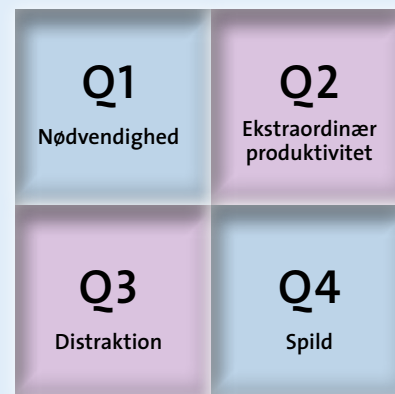 Q1
Nødvendighed
Q2
Ekstraordinær
produktivitet
Q3
Distraktion
Q4
Spild